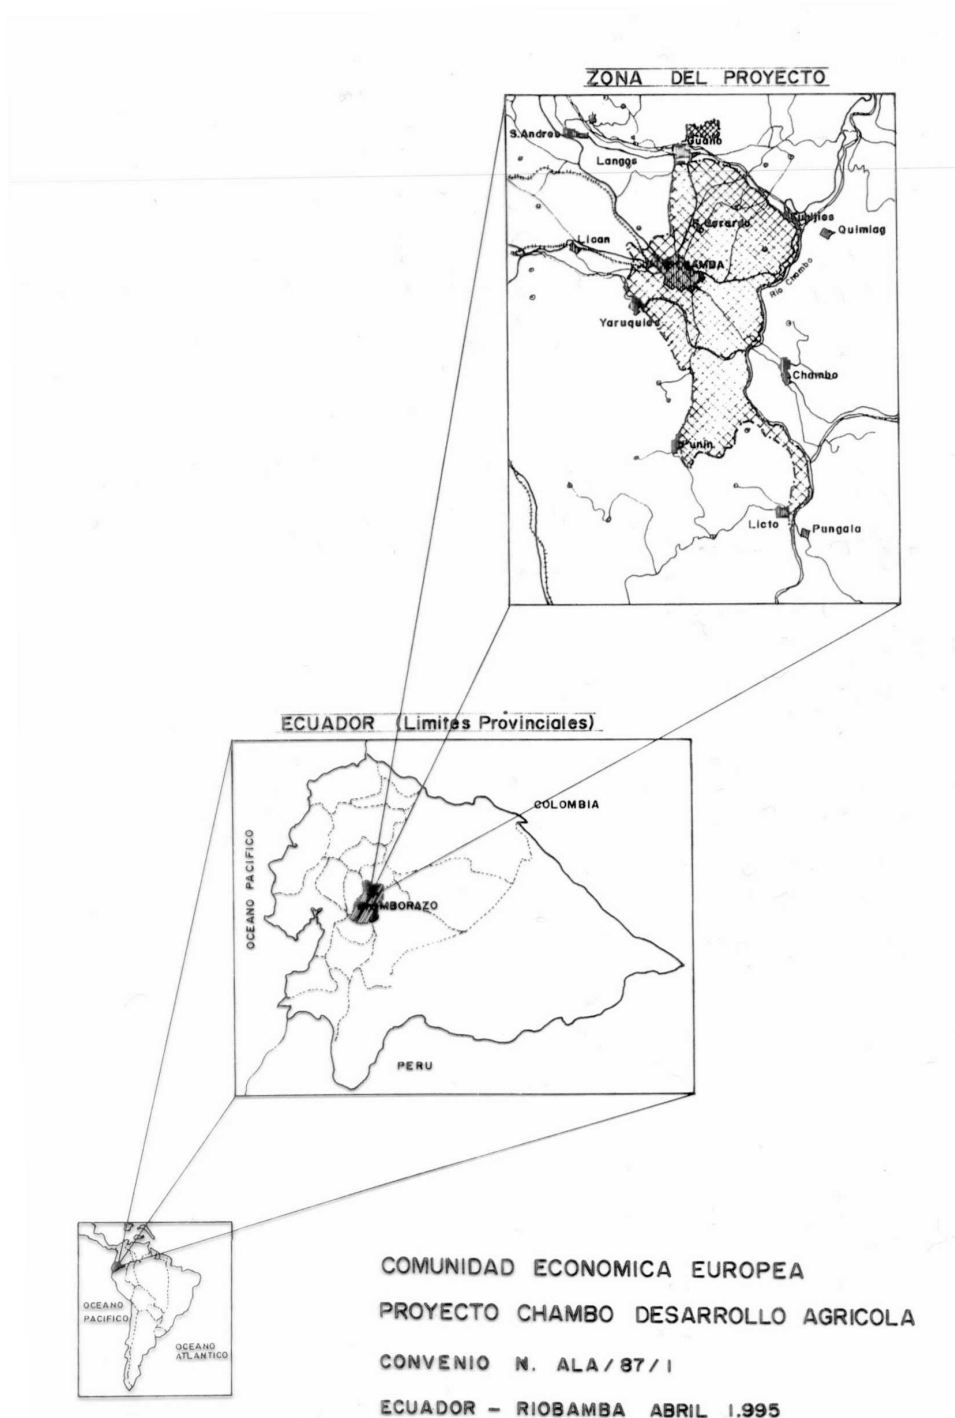 ZONA DEL PROYECTO
S. Andres
Guano
Langos
Quimiag
Lican
Rio Chambo
Yaruquies
Chambo
Punin
Licto
Pungala
ECUADOR (Limites Provinciales)
COLOMBIA
OCEANO PACIFICO
MBORAZO
PERU
OCEANO
PACIFICO
OCEANO
ATLANTICO
COMUNIDAD ECONOMICA EUROPEA
PROYECTO CHAMBO DESARROLLO AGRICOLA
CONVENIO N. ALA/87/1
ECUADOR - RIOBAMBA ABRIL 1.995